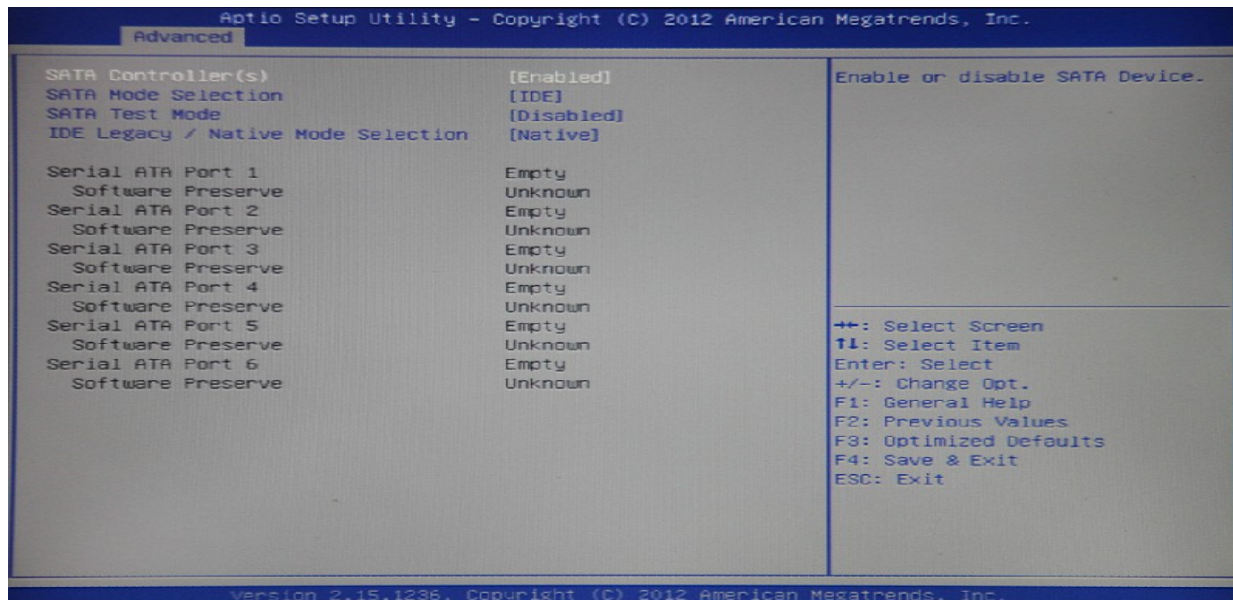 Aptio Setup Utility - Copyright (C) 2012 American Megatrends, Inc.
Advanced
SATA Controller(s) [Enabled]
SATA Mode Selection [IDE]
SATA Test Mode [Disabled]
IDE Legacy / Native Mode Selection [Native]
Serial ATA Port 1 Empty
Software Preserve Unknown
Serial ATA Port 2 Empty
Software Preserve Unknown
Serial ATA Port 3 Empty
Software Preserve Unknown
Serial ATA Port 4 Empty
Software Preserve Unknown
Serial ATA Port 5 Empty
Software Preserve Unknown
Serial ATA Port 6 Empty
Software Preserve Unknown
Enable or disable SATA Device.
→←: Select Screen
↑↓: Select Item
Enter: Select
+/-: Change Opt.
F1: General Help
F2: Previous Values
F3: Optimized Defaults
F4: Save & Exit
ESC: Exit
Version 2.15.1236. Copyright (C) 2012 American Megatrends, Inc.